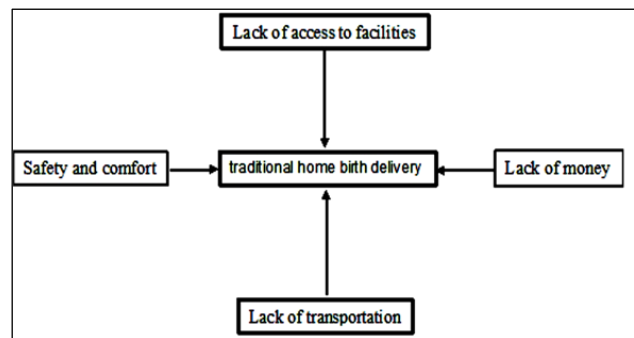 Lack of access to facilities
Safety and comfort
traditional home birth delivery
Lack of money
Lack of transportation